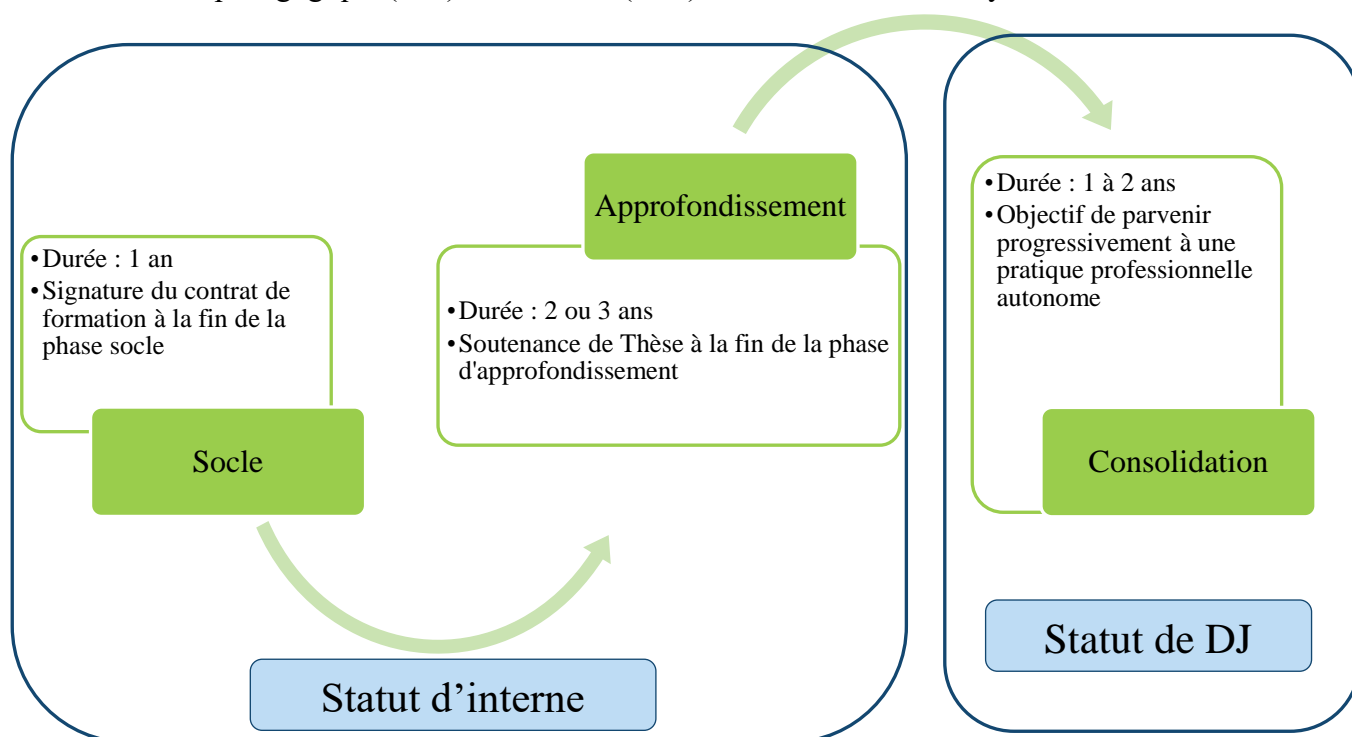 Approfondissement
•Durée : 1 an
•Signature du contrat de
formation à la fin de la
phase socle
Socle
•Durée : 2 ou 3 ans
•Soutenance de Thèse à la fin de la phase
d'approfondissement
•Durée : 1 à 2 ans
•Objectif de parvenir
progressivement à une
pratique professionnelle
autonome
Consolidation
Statut d’interne
Statut de DJ